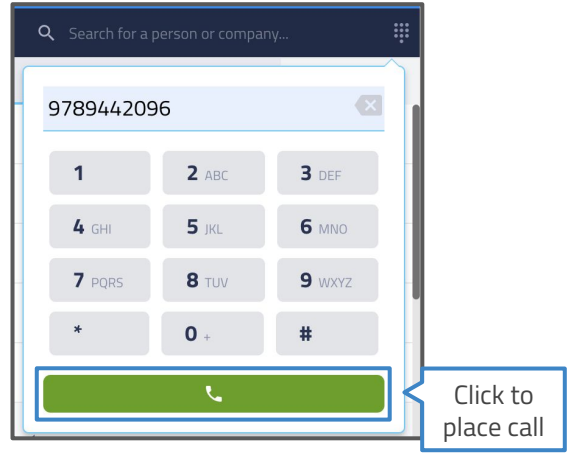 Search for a person or company...
9789442096
1 2 ABC 3 DEF
4 GHI 5 JKL 6 MNO
7 PQRS 8 TUV 9 WXYZ
* 0 + #
Click to
place call